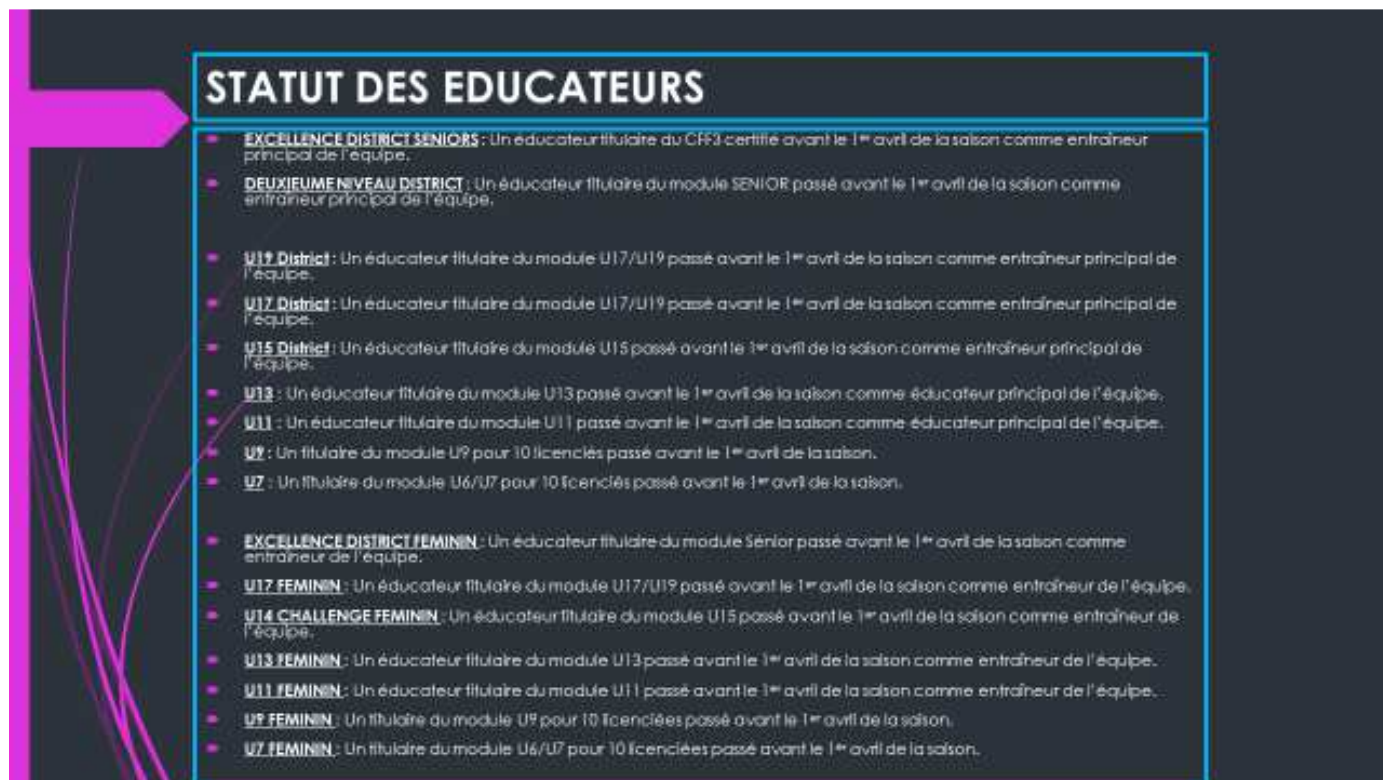 STATUT DES EDUCATEURS
EXCELLENCE DISTRICT SENIORS : Un éducateur titulaire du CFF3 certifié avant le 1er avril de la saison comme entraîneur
principal de l'équipe.
DEUXIEUME NIVEAU DISTRICT : Un éducateur titulaire du module SENIOR passé avant le 1er avril de la saison comme
entraineur principal de l'équipe.
U19 District : Un éducateur titulaire du module U17/U19 passé avant le 1er avril de la saison comme entraîneur principal de
l'équipe.
U17 District : Un éducateur titulaire du module U17/U19 passé avant le 1er avril de la saison comme entraîneur principal de
l'équipe.
U15 District : Un éducateur titulaire du module U15 passé avant le 1er avril de la saison comme entraîneur principal de
l'équipe.
U13 : Un éducateur titulaire du module U13 passé avant le 1er avril de la saison comme éducateur principal de l'équipe.
U11 : Un éducateur titulaire du module U11 passé avant le 1er avril de la saison comme éducateur principal de l'équipe.
U9 : Un titulaire du module U9 pour 10 licenciés passé avant le 1er avril de la saison.
U7 : Un titulaire du module U6/U7 pour 10 licenciés passé avant le 1er avril de la saison.
EXCELLENCE DISTRICT FEMININ : Un éducateur titulaire du module Sénior passé avant le 1er avril de la saison comme
entraîneur de l'équipe.
U17 FEMININ : Un éducateur titulaire du module U17/U19 passé avant le 1er avril de la saison comme entraîneur de l'équipe.
U14 CHALLENGE FEMININ : Un éducateur titulaire du module U15 passé avant le 1er avril de la saison comme entraîneur de
l'équipe.
U13 FEMININ : Un éducateur titulaire du module U13 passé avant le 1er avril de la saison comme entraîneur de l'équipe.
U11 FEMININ : Un éducateur titulaire du module U11 passé avant le 1er avril de la saison comme entraîneur de l'équipe.
U9 FEMININ : Un titulaire du module U9 pour 10 licenciées passé avant le 1er avril de la saison.
U7 FEMININ : Un titulaire du module U6/U7 pour 10 licenciées passé avant le 1er avril de la saison.